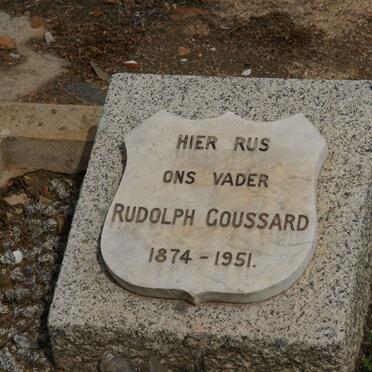 HIER RUS
ONS VADER
RUDOLPH GOUSSARD
1874 - 1951.